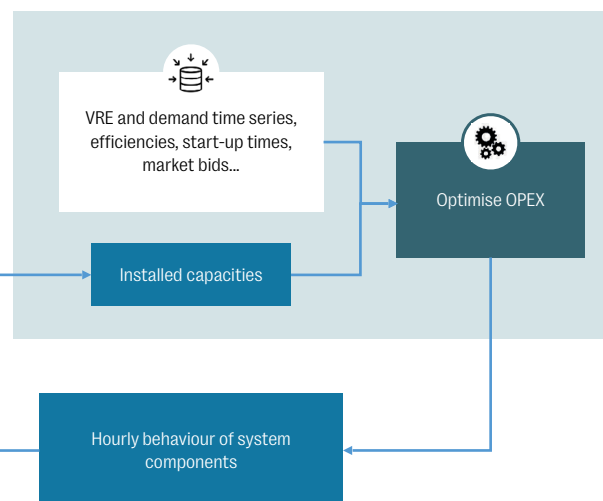 VRE and demand time series,
efficiencies, start-up times,
market bids...
Optimise OPEX
Installed capacities
Hourly behaviour of system
components